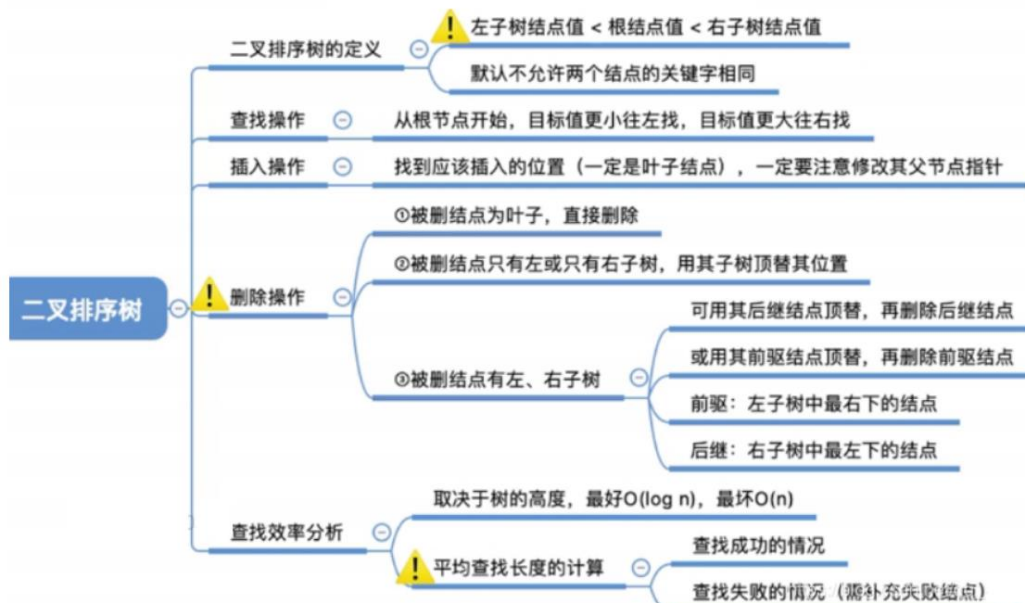 二叉排序树
二叉排序树的定义
左子树结点值 < 根结点值 < 右子树结点值
默认不允许两个结点的关键字相同
查找操作
从根节点开始，目标值更小往左找，目标值更大往右找
插入操作
找到应该插入的位置（一定是叶子结点），一定要注意修改其父节点指针
删除操作
①被删结点为叶子，直接删除
②被删结点只有左或只有右子树，用其子树顶替其位置
③被删结点有左、右子树
可用其后继结点顶替，再删除后继结点
或用其前驱结点顶替，再删除前驱结点
前驱：左子树中最右下的结点
后继：右子树中最左下的结点
查找效率分析
取决于树的高度，最好O(log n)，最坏O(n)
平均查找长度的计算
查找成功的情况
查找失败的情况（需补充失败结点）